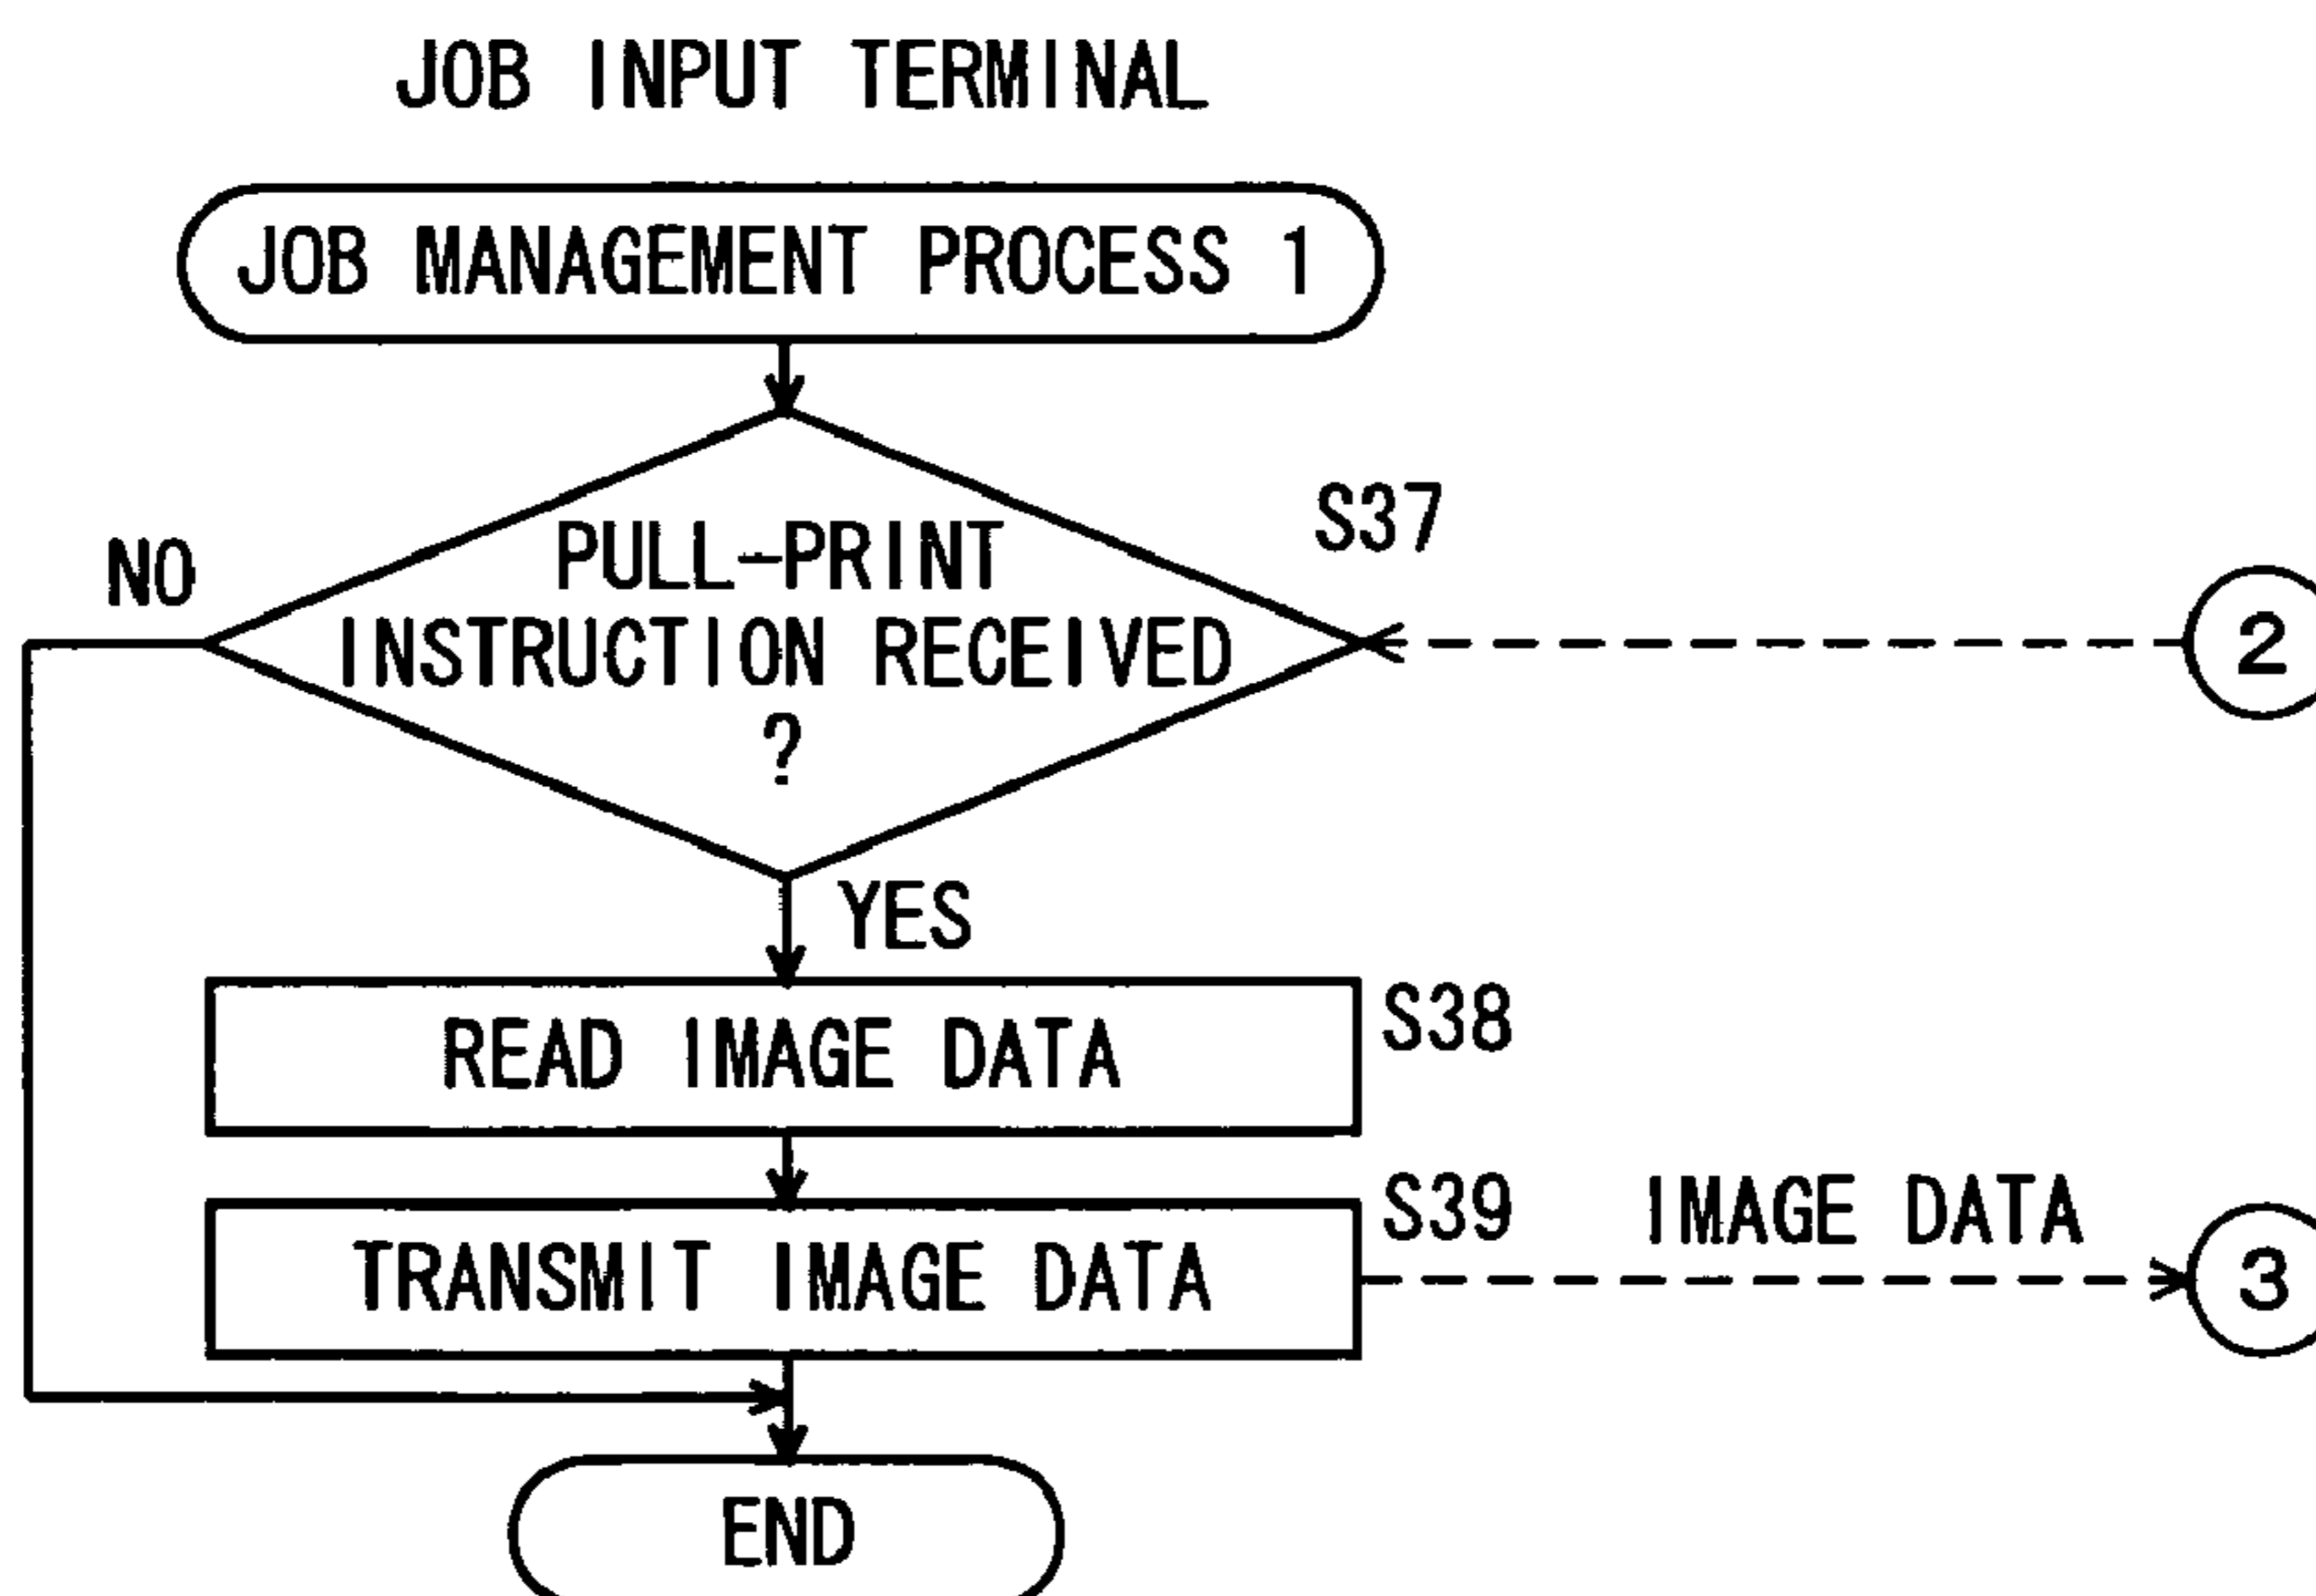 JOB INPUT TERMINAL
JOB MANAGEMENT PROCESS 1
S37
NO
PULL-PRINT
INSTRUCTION RECEIVED
?
2
YES
READ IMAGE DATA
S38
TRANSMIT IMAGE DATA
S39
IMAGE DATA
3
END